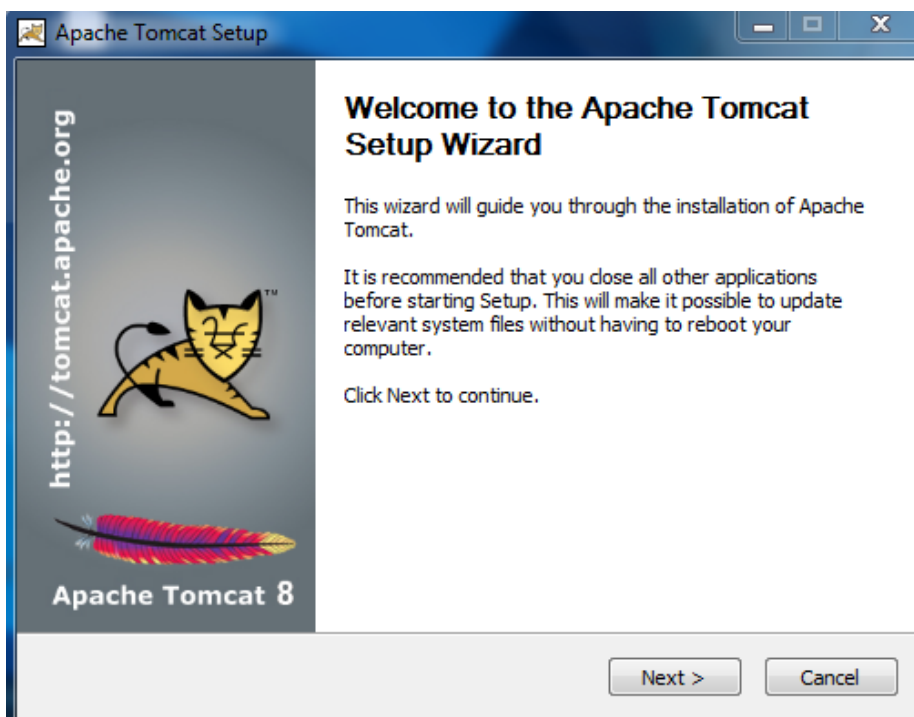 Apache Tomcat Setup
http://tomcat.apache.org
TM
Apache Tomcat 8
Welcome to the Apache Tomcat
Setup Wizard
This wizard will guide you through the installation of Apache
Tomcat.
It is recommended that you close all other applications
before starting Setup. This will make it possible to update
relevant system files without having to reboot your
computer.
Click Next to continue.
Next >
Cancel